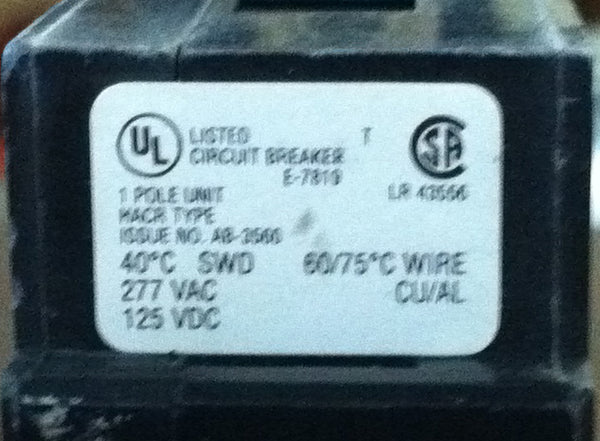 UL LISTED T SA
CIRCUIT BREAKER
E-7819
1 POLE UNIT LR 43556
HACR TYPE
ISSUE NO. AB-3560
40°C SWD 60/75°C WIRE
277 VAC CU/AL
125 VDC